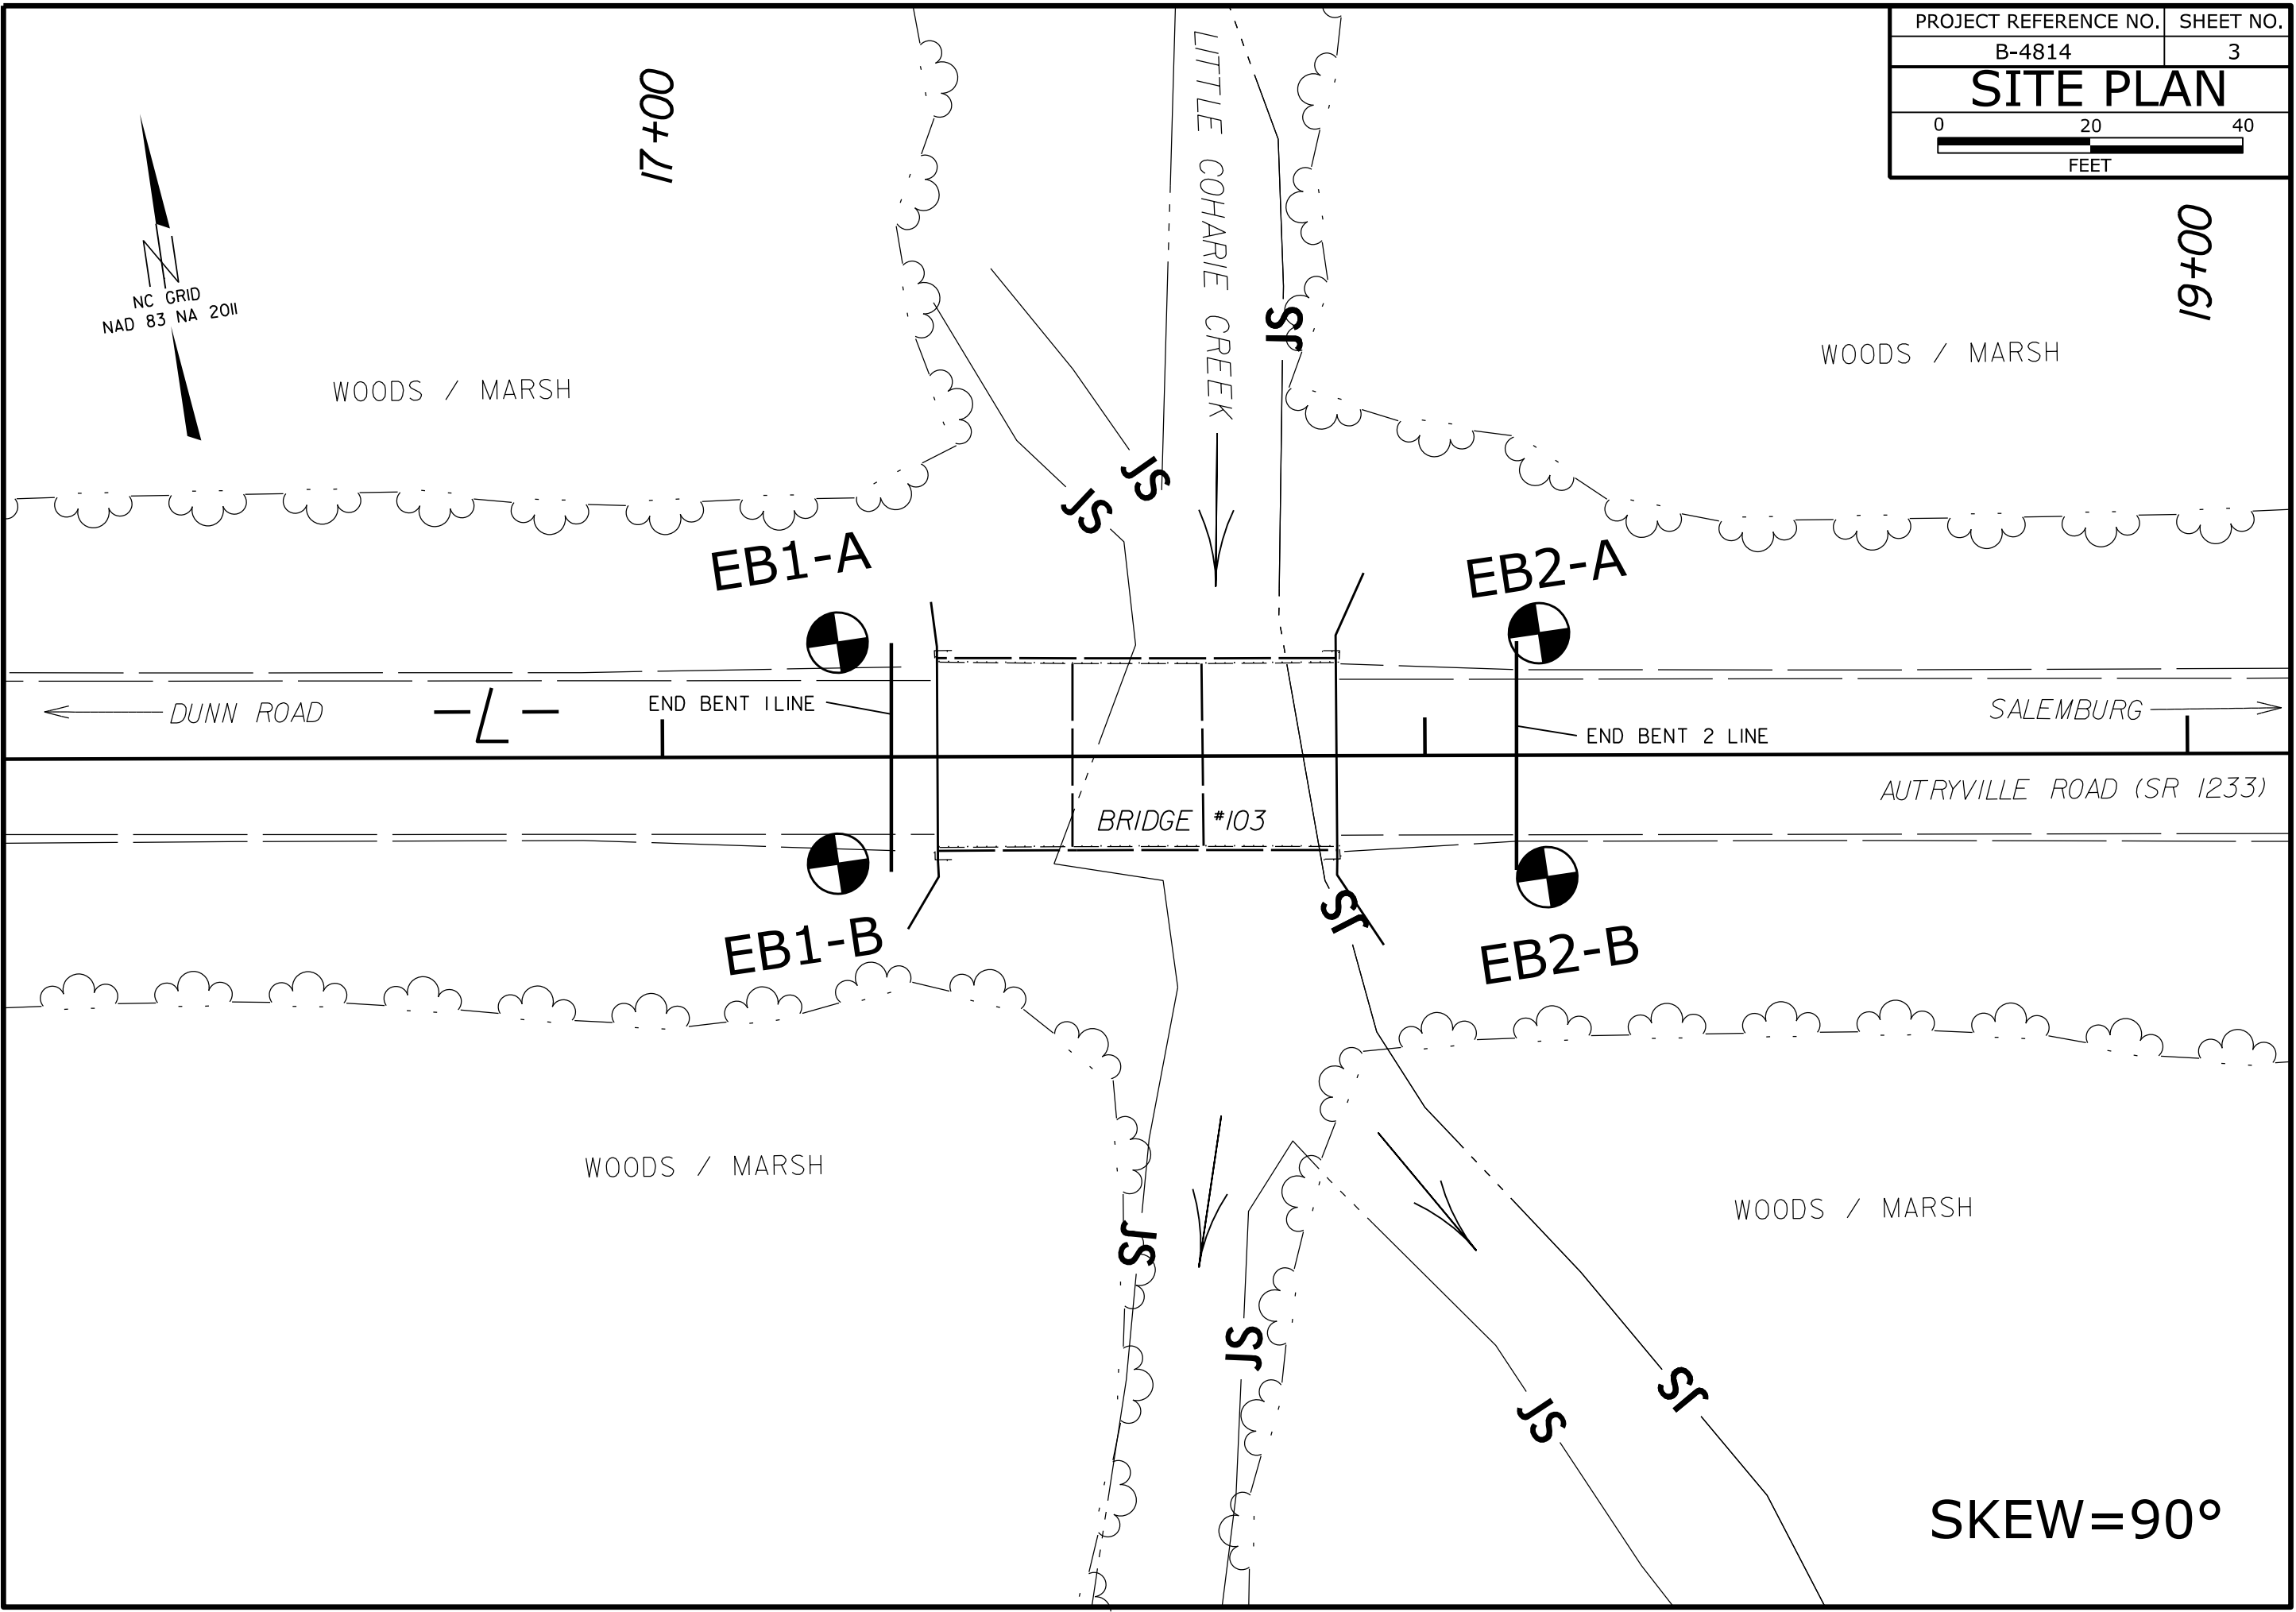 PROJECT REFERENCE NO. SHEET NO.
B-4814 3
SITE PLAN
0 20 40
FEET
17+00
19+00
LITTLE COHARIE CREEK
NC GRID
NAD 83 NA 2011
WOODS / MARSH
WOODS / MARSH
JS
JS
JS
EB1-A
EB2-A
DUNN ROAD
-L-
END BENT 1 LINE
SALEMBURG
END BENT 2 LINE
AUTRYVILLE ROAD (SR 1233)
BRIDGE #103
JS
EB1-B
EB2-B
WOODS / MARSH
WOODS / MARSH
JS
JS
JS
JS
SKEW=90°